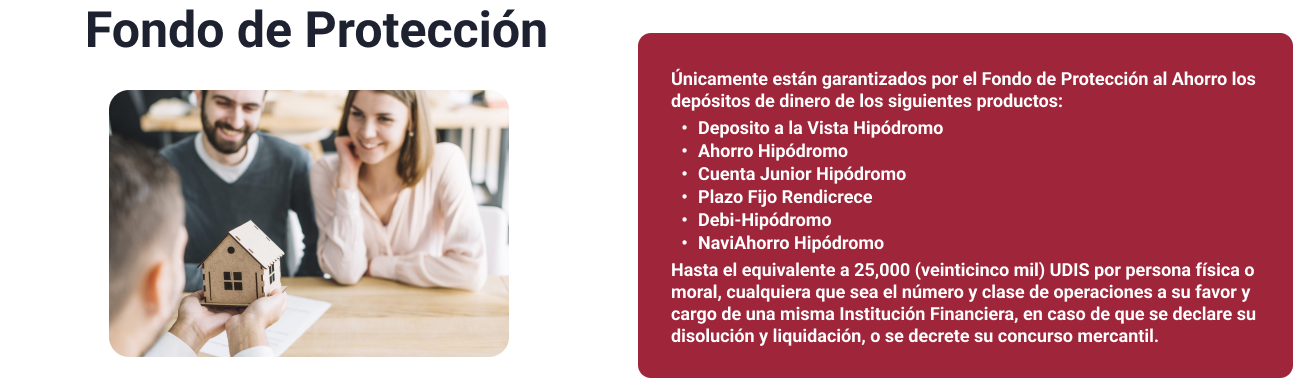 Fondo de Protección
Únicamente están garantizados por el Fondo de Protección al Ahorro los
depósitos de dinero de los siguientes productos:
• Deposito a la Vista Hipódromo
• Ahorro Hipódromo
• Cuenta Junior Hipódromo
• Plazo Fijo Rendicrece
• Debi-Hipódromo
• NaviAhorro Hipódromo
Hasta el equivalente a 25,000 (veinticinco mil) UDIS por persona física o
moral, cualquiera que sea el número y clase de operaciones a su favor y
cargo de una misma Institución Financiera, en caso de que se declare su
disolución y liquidación, o se decrete su concurso mercantil.